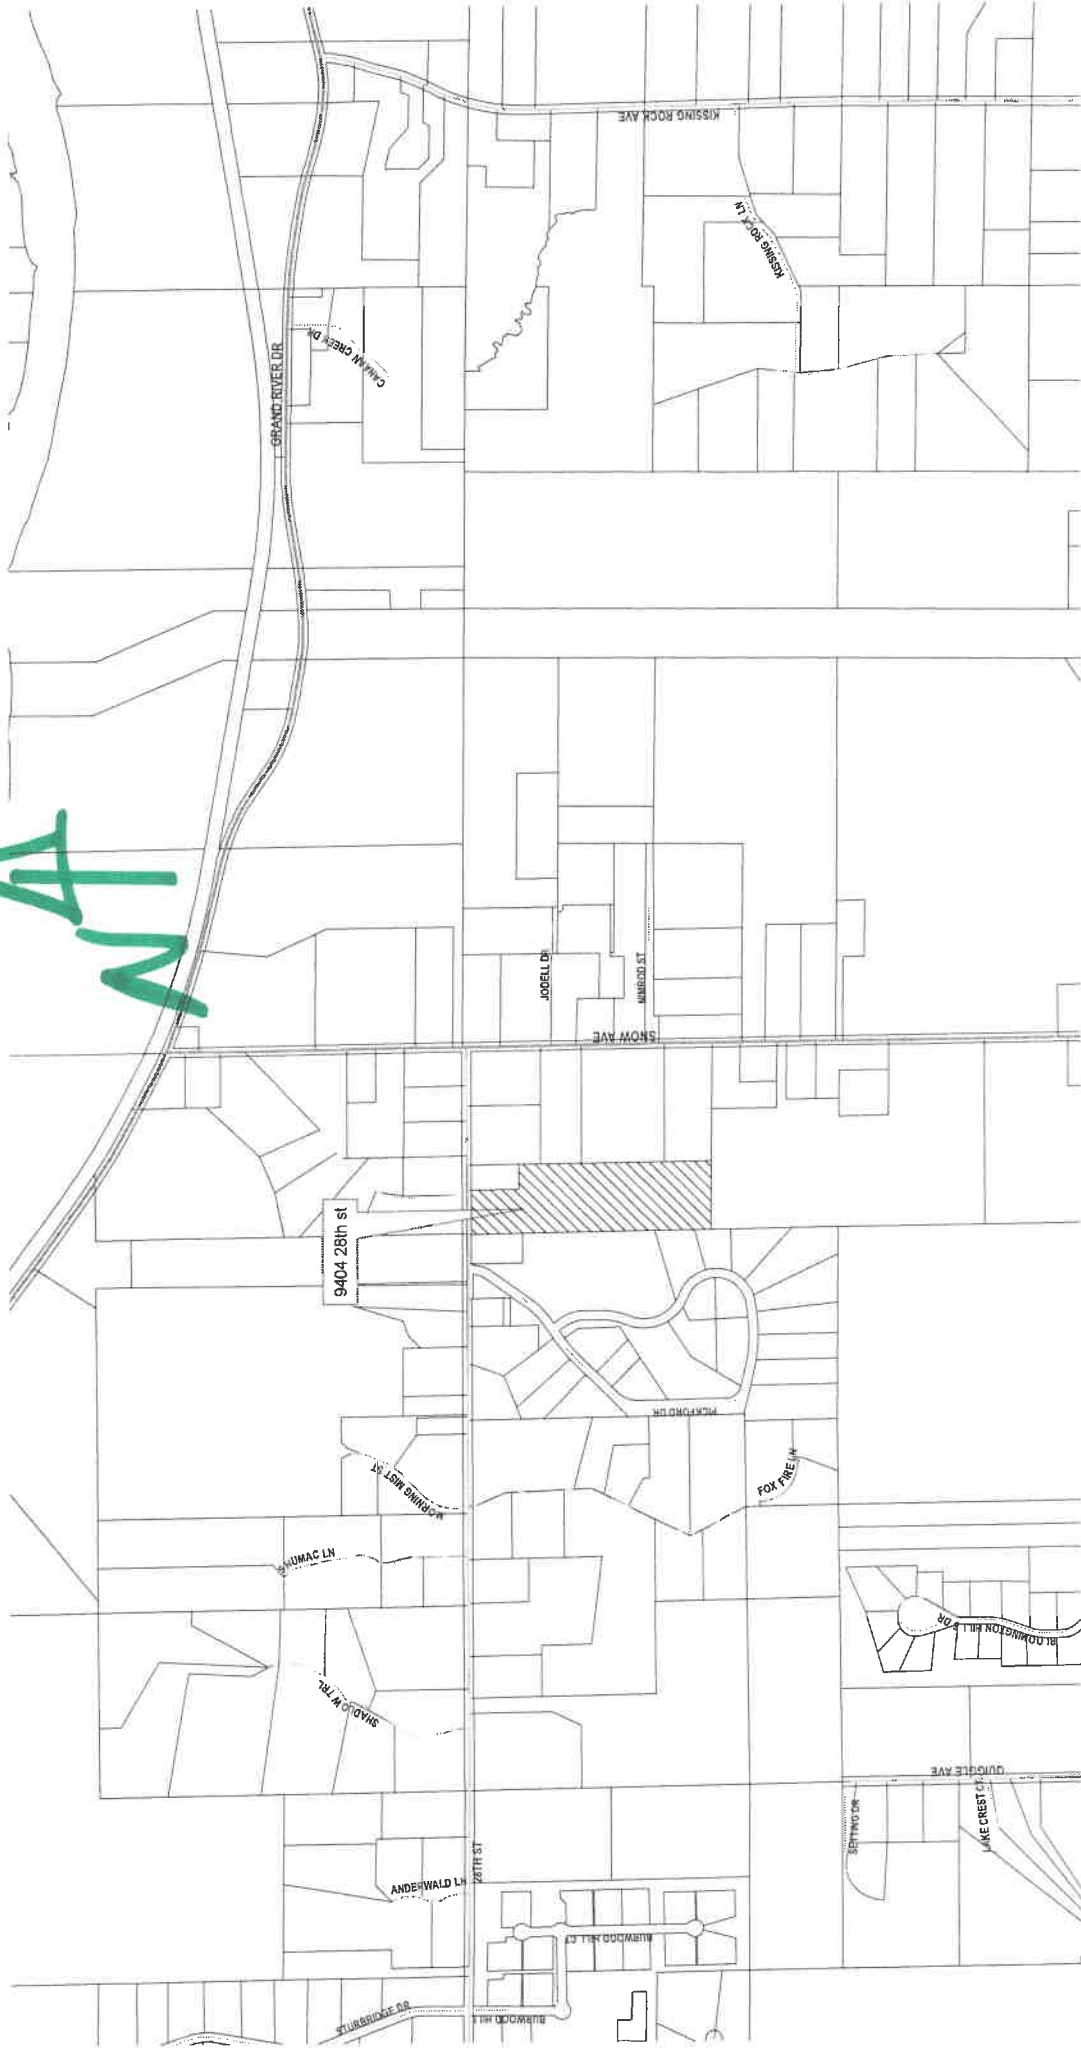 N
KISSING ROCK AVE
KISSING ROCK LN
GRAND RIVER DR
CANAAN CREEK DR
JODELL DR
NIMROD ST
SNOW AVE
9404 28th st
PICKFORD DR
MORNING MIST ST
FOX FIRE LN
HUMAC LN
BLOOMINGTON HILLS DR
SHADOW TRL
QUIGGLE AVE
SETTING DR
LAKE CREST CT
28TH ST
ANDERWALD LN
BURWOOD HILL CT
STURBRIDGE DR
BURWOOD HILL